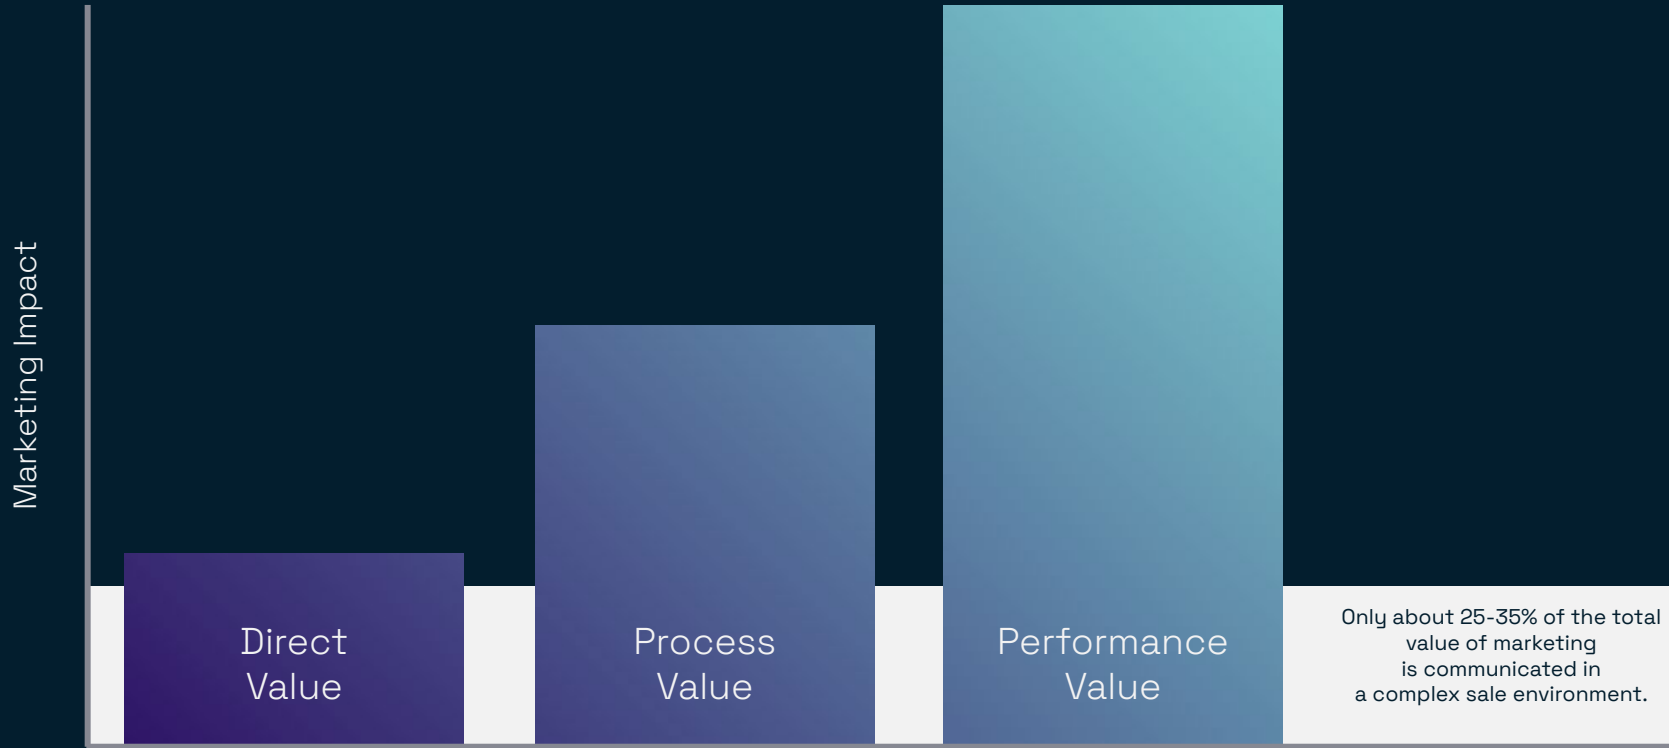 Marketing Impact
Direct
Value
Process
Value
Performance
Value
Only about 25-35% of the total
value of marketing
is communicated in
a complex sale environment.